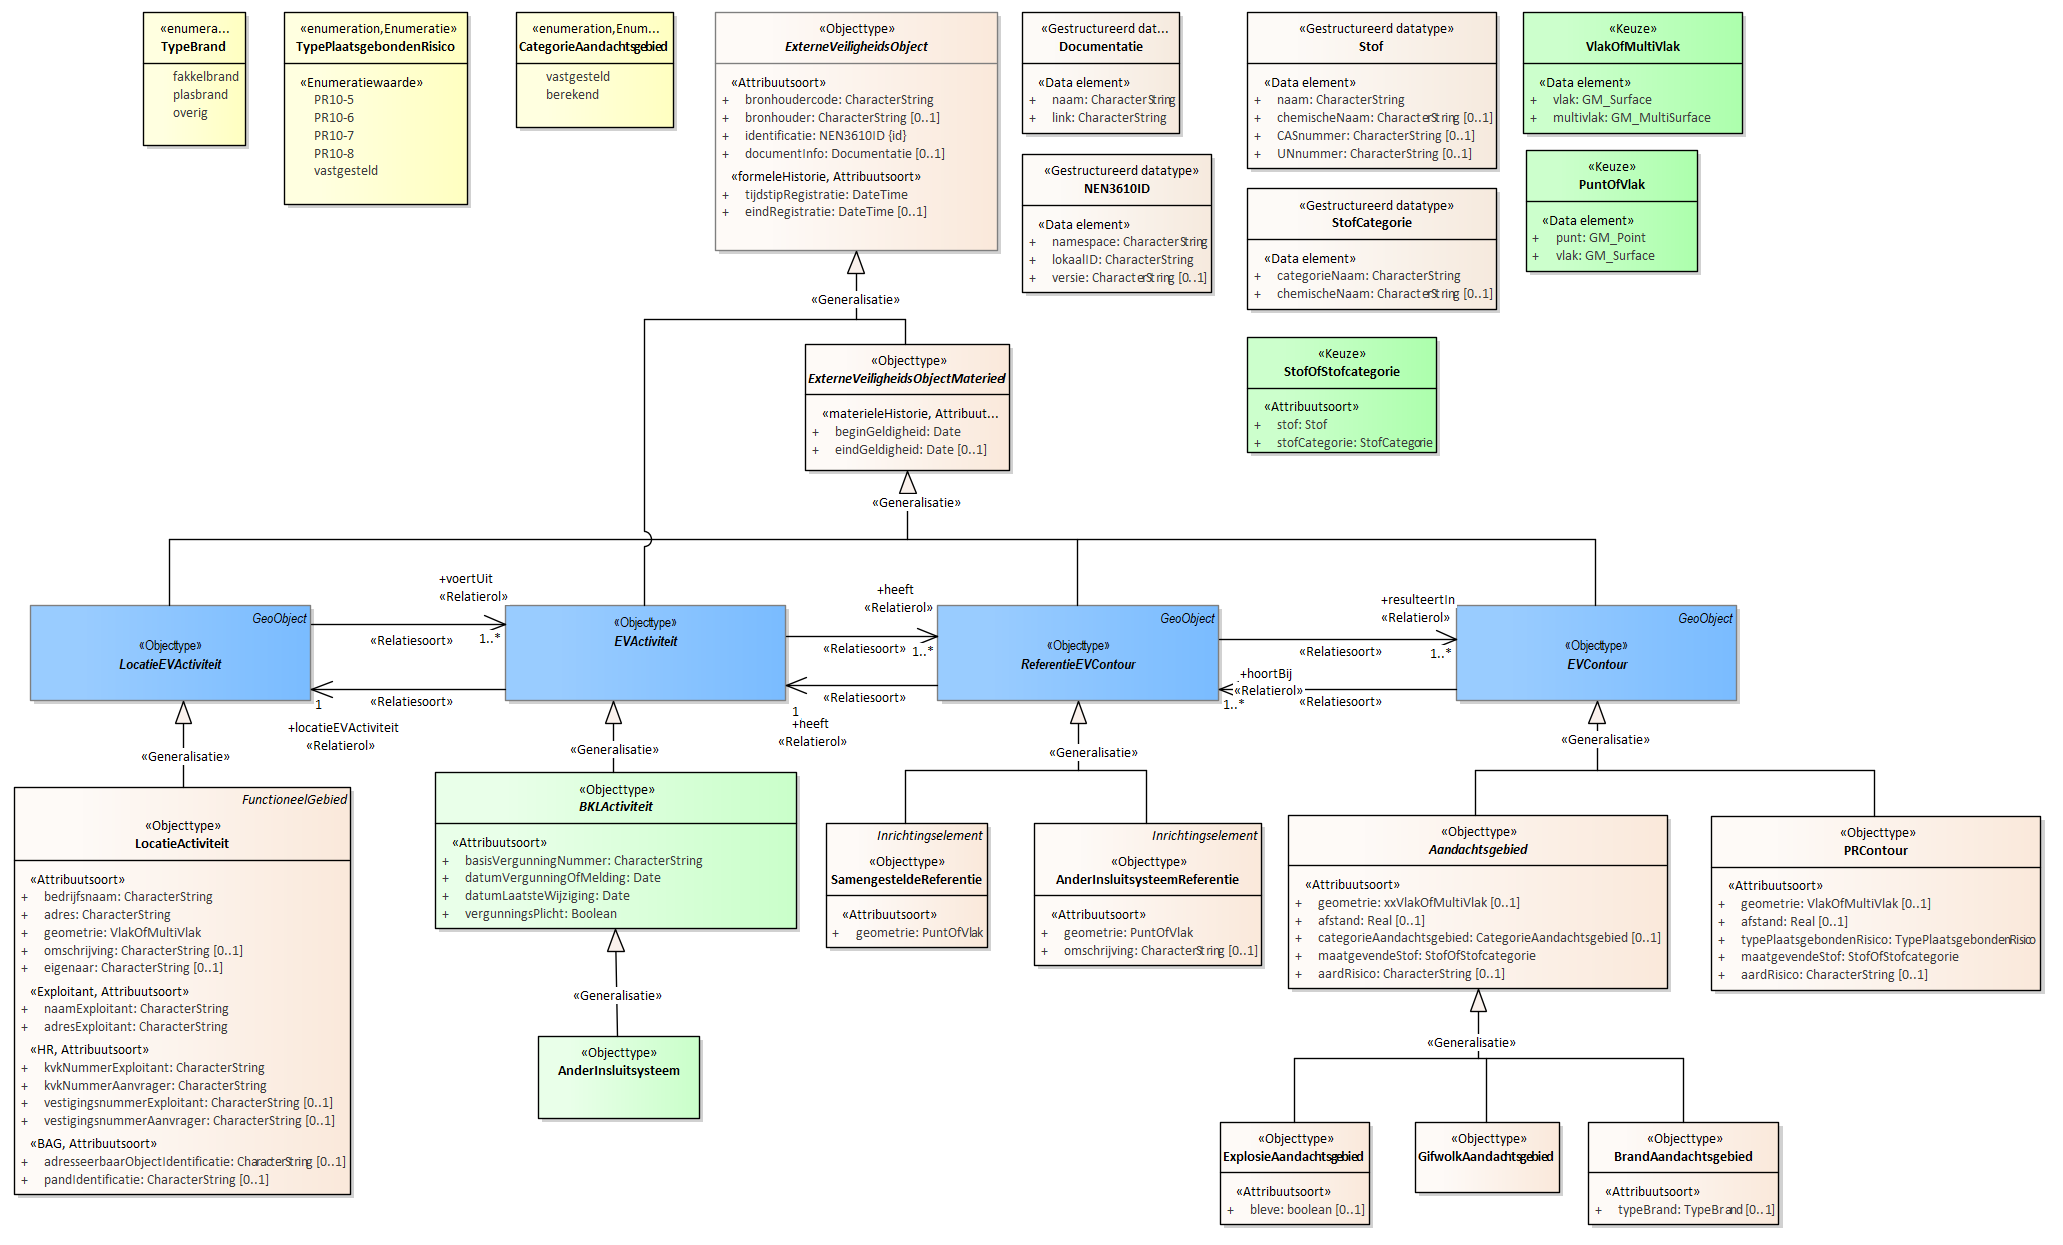 «enumera...
TypeBrand
fakkelbrand
plasbrand
overig
«enumeration,Enumeratie»
TypePlaatsgebondenRisico
«Enumeratiewaarde»
PR10-5
PR10-6
PR10-7
PR10-8
vastgesteld
«enumeration,Enum...
CategorieAandachtsgebied
vastgesteld
berekend
«Objecttype»
ExterneVeiligheidsObject
«Attribuutsoort»
+ bronhoudercode: CharacterString
+ bronhouder: CharacterString [0..1]
+ identificatie: NEN3610ID {id}
+ documentInfo: Documentatie [0..1]
«formeleHistorie, Attribuutsoort»
+ tijdstipRegistratie: DateTime
+ eindRegistratie: DateTime [0..1]
«Gestructureerd dat...
Documentatie
«Data element»
+ naam: CharacterString
+ link: CharacterString
«Gestructureerd datatype»
NEN3610ID
«Data element»
+ namespace: CharacterString
+ lokaalID: CharacterString
+ versie: CharacterString [0..1]
«Gestructureerd datatype»
Stof
«Data element»
+ naam: CharacterString
+ chemischeNaam: CharacterString [0..1]
+ CASnummer: CharacterString [0..1]
+ UNnummer: CharacterString [0..1]
«Gestructureerd datatype»
StofCategorie
«Data element»
+ categorieNaam: CharacterString
+ chemischeNaam: CharacterString [0..1]
«Keuze»
StofOfStofcategorie
«Attribuutsoort»
+ stof: Stof
+ stofCategorie: StofCategorie
«Keuze»
VlakOfMultiVlak
«Data element»
+ vlak: GM_Surface
+ multivlak: GM_MultiSurface
«Keuze»
PuntOfVlak
«Data element»
+ punt: GM_Point
+ vlak: GM_Surface
«Generalisatie»
«Objecttype»
ExterneVeiligheidsObjectMaterieel
«materieleHistorie, Attribuut...
+ beginGeldigheid: Date
+ eindGeldigheid: Date [0..1]
«Generalisatie»
GeoObject
«Objecttype»
LocatieEVActiviteit
+voertUit
«Relatierol»
«Relatiesoort»
1..*
«Relatiesoort»
1
+locatieEVActiviteit
«Relatierol»
«Objecttype»
EVActiviteit
+heeft
«Relatierol»
«Relatiesoort»
1..*
«Relatiesoort»
1
+heeft
«Relatierol»
GeoObject
«Objecttype»
ReferentieEVContour
+resulteertIn
«Relatierol»
«Relatiesoort»
1..*
+hoortBij
«Relatierol»
«Relatiesoort»
1..*
GeoObject
«Objecttype»
EVContour
«Generalisatie»
«Generalisatie»
«Generalisatie»
«Generalisatie»
FunctioneelGebied
«Objecttype»
LocatieActiviteit
«Attribuutsoort»
+ bedrijfsnaam: CharacterString
+ adres: CharacterString
+ geometrie: VlakOfMultiVlak
+ omschrijving: CharacterString [0..1]
+ eigenaar: CharacterString [0..1]
«Exploitant, Attribuutsoort»
+ naamExploitant: CharacterString
+ adresExploitant: CharacterString
«HR, Attribuutsoort»
+ kvkNummerExploitant: CharacterString
+ kvkNummerAanvrager: CharacterString
+ vestigingsnummerExploitant: CharacterString [0..1]
+ vestigingsnummerAanvrager: CharacterString [0..1]
«BAG, Attribuutsoort»
+ adresseerbaarObjectIdentificatie: CharacterString [0..1]
+ pandIdentificatie: CharacterString [0..1]
«Objecttype»
BKLActiviteit
«Attribuutsoort»
+ basisVergunningNummer: CharacterString
+ datumVergunningOfMelding: Date
+ datumLaatsteWijziging: Date
+ vergunningsPlicht: Boolean
«Generalisatie»
«Objecttype»
AnderInsluitsysteem
Inrichtingselement
«Objecttype»
SamengesteldeReferentie
«Attribuutsoort»
+ geometrie: PuntOfVlak
Inrichtingselement
«Objecttype»
AnderInsluitsysteemReferentie
«Attribuutsoort»
+ geometrie: PuntOfVlak
+ omschrijving: CharacterString [0..1]
«Objecttype»
Aandachtsgebied
«Attribuutsoort»
+ geometrie: xxVlakOfMultiVlak [0..1]
+ afstand: Real [0..1]
+ categorieAandachtsgebied: CategorieAandachtsgebied [0..1]
+ maatgevendeStof: StofOfStofcategorie
+ aardRisico: CharacterString [0..1]
«Objecttype»
PRContour
«Attribuutsoort»
+ geometrie: VlakOfMultiVlak [0..1]
+ afstand: Real [0..1]
+ typePlaatsgebondenRisico: TypePlaatsgebondenRisico
+ maatgevendeStof: StofOfStofcategorie
+ aardRisico: CharacterString [0..1]
«Generalisatie»
«Objecttype»
ExplosieAandachtsgebied
«Attribuutsoort»
+ bleve: boolean [0..1]
«Objecttype»
GifwolkAandachtsgebied
«Objecttype»
BrandAandachtsgebied
«Attribuutsoort»
+ typeBrand: TypeBrand [0..1]